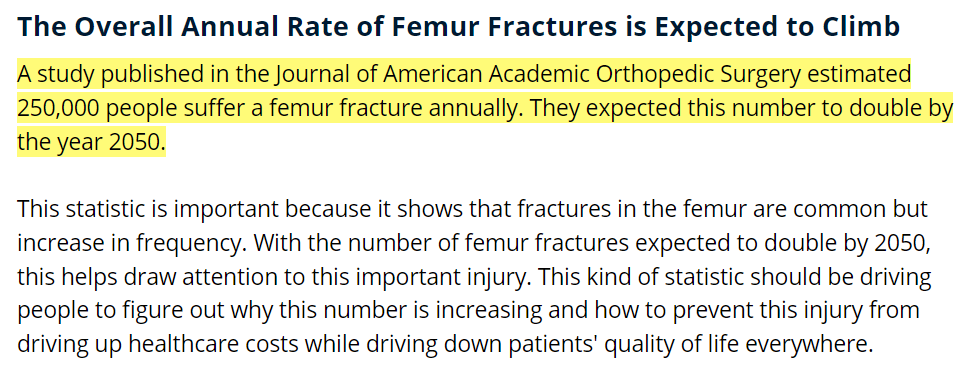 The Overall Annual Rate of Femur Fractures is Expected to Climb
A study published in the Journal of American Academic Orthopedic Surgery estimated
250,000 people suffer a femur fracture annually. They expected this number to double by
the year 2050.
This statistic is important because it shows that fractures in the femur are common but
increase in frequency. With the number of femur fractures expected to double by 2050,
this helps draw attention to this important injury. This kind of statistic should be driving
people to figure out why this number is increasing and how to prevent this injury from
driving up healthcare costs while driving down patients' quality of life everywhere.